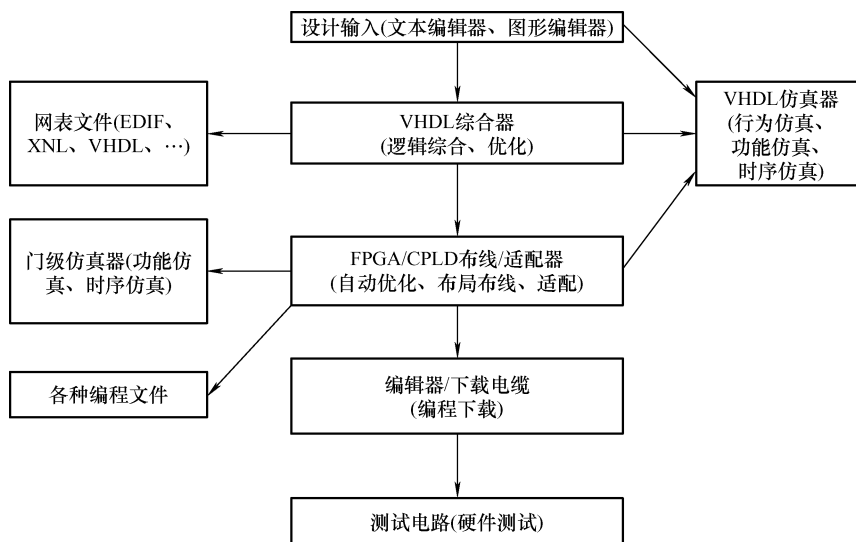 设计输入(文本编辑器、图形编辑器)
网表文件(EDIF、
XNL、VHDL、…)
VHDL综合器
(逻辑综合、优化)
VHDL仿真器
(行为仿真、
功能仿真、
时序仿真)
门级仿真器(功能仿
真、时序仿真)
FPGA/CPLD布线/适配器
(自动优化、布局布线、适配)
各种编程文件
编辑器/下载电缆
(编程下载)
测试电路(硬件测试)